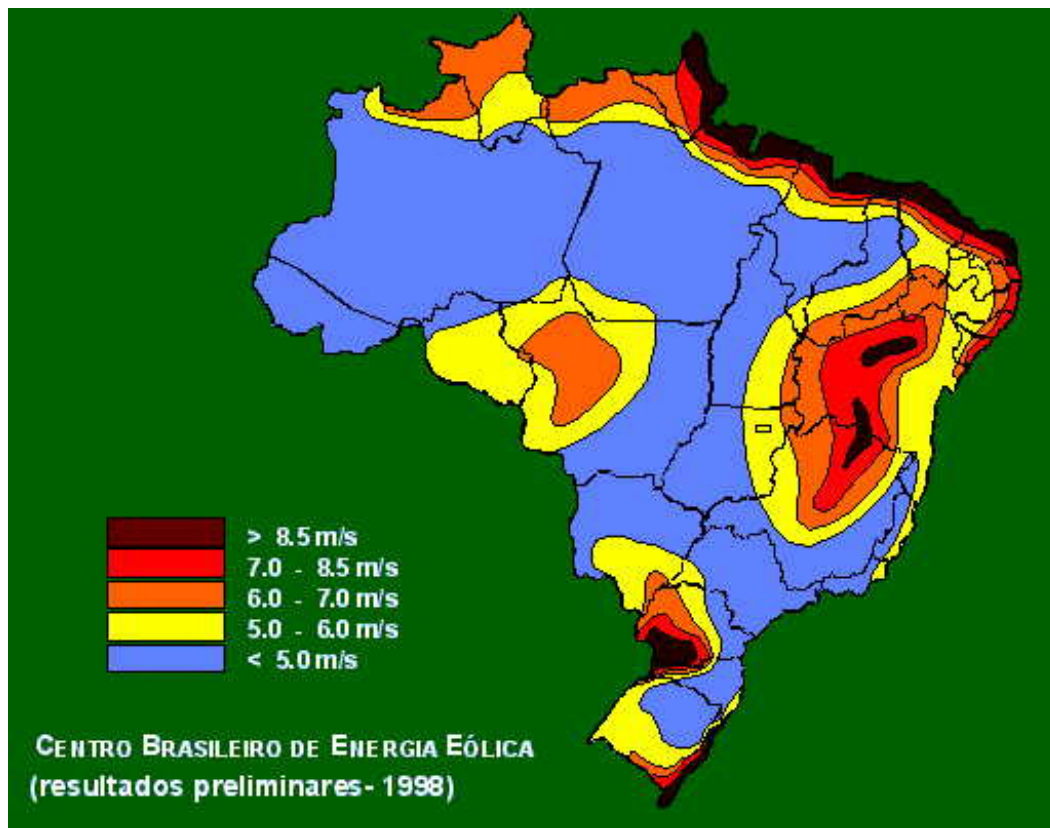 > 8.5 m/s
7.0 - 8.5 m/s
6.0 - 7.0 m/s
5.0 - 6.0 m/s
< 5.0 m/s
CENTRO BRASILEIRO DE ENERGIA EÓLICA
(resultados preliminares- 1998)